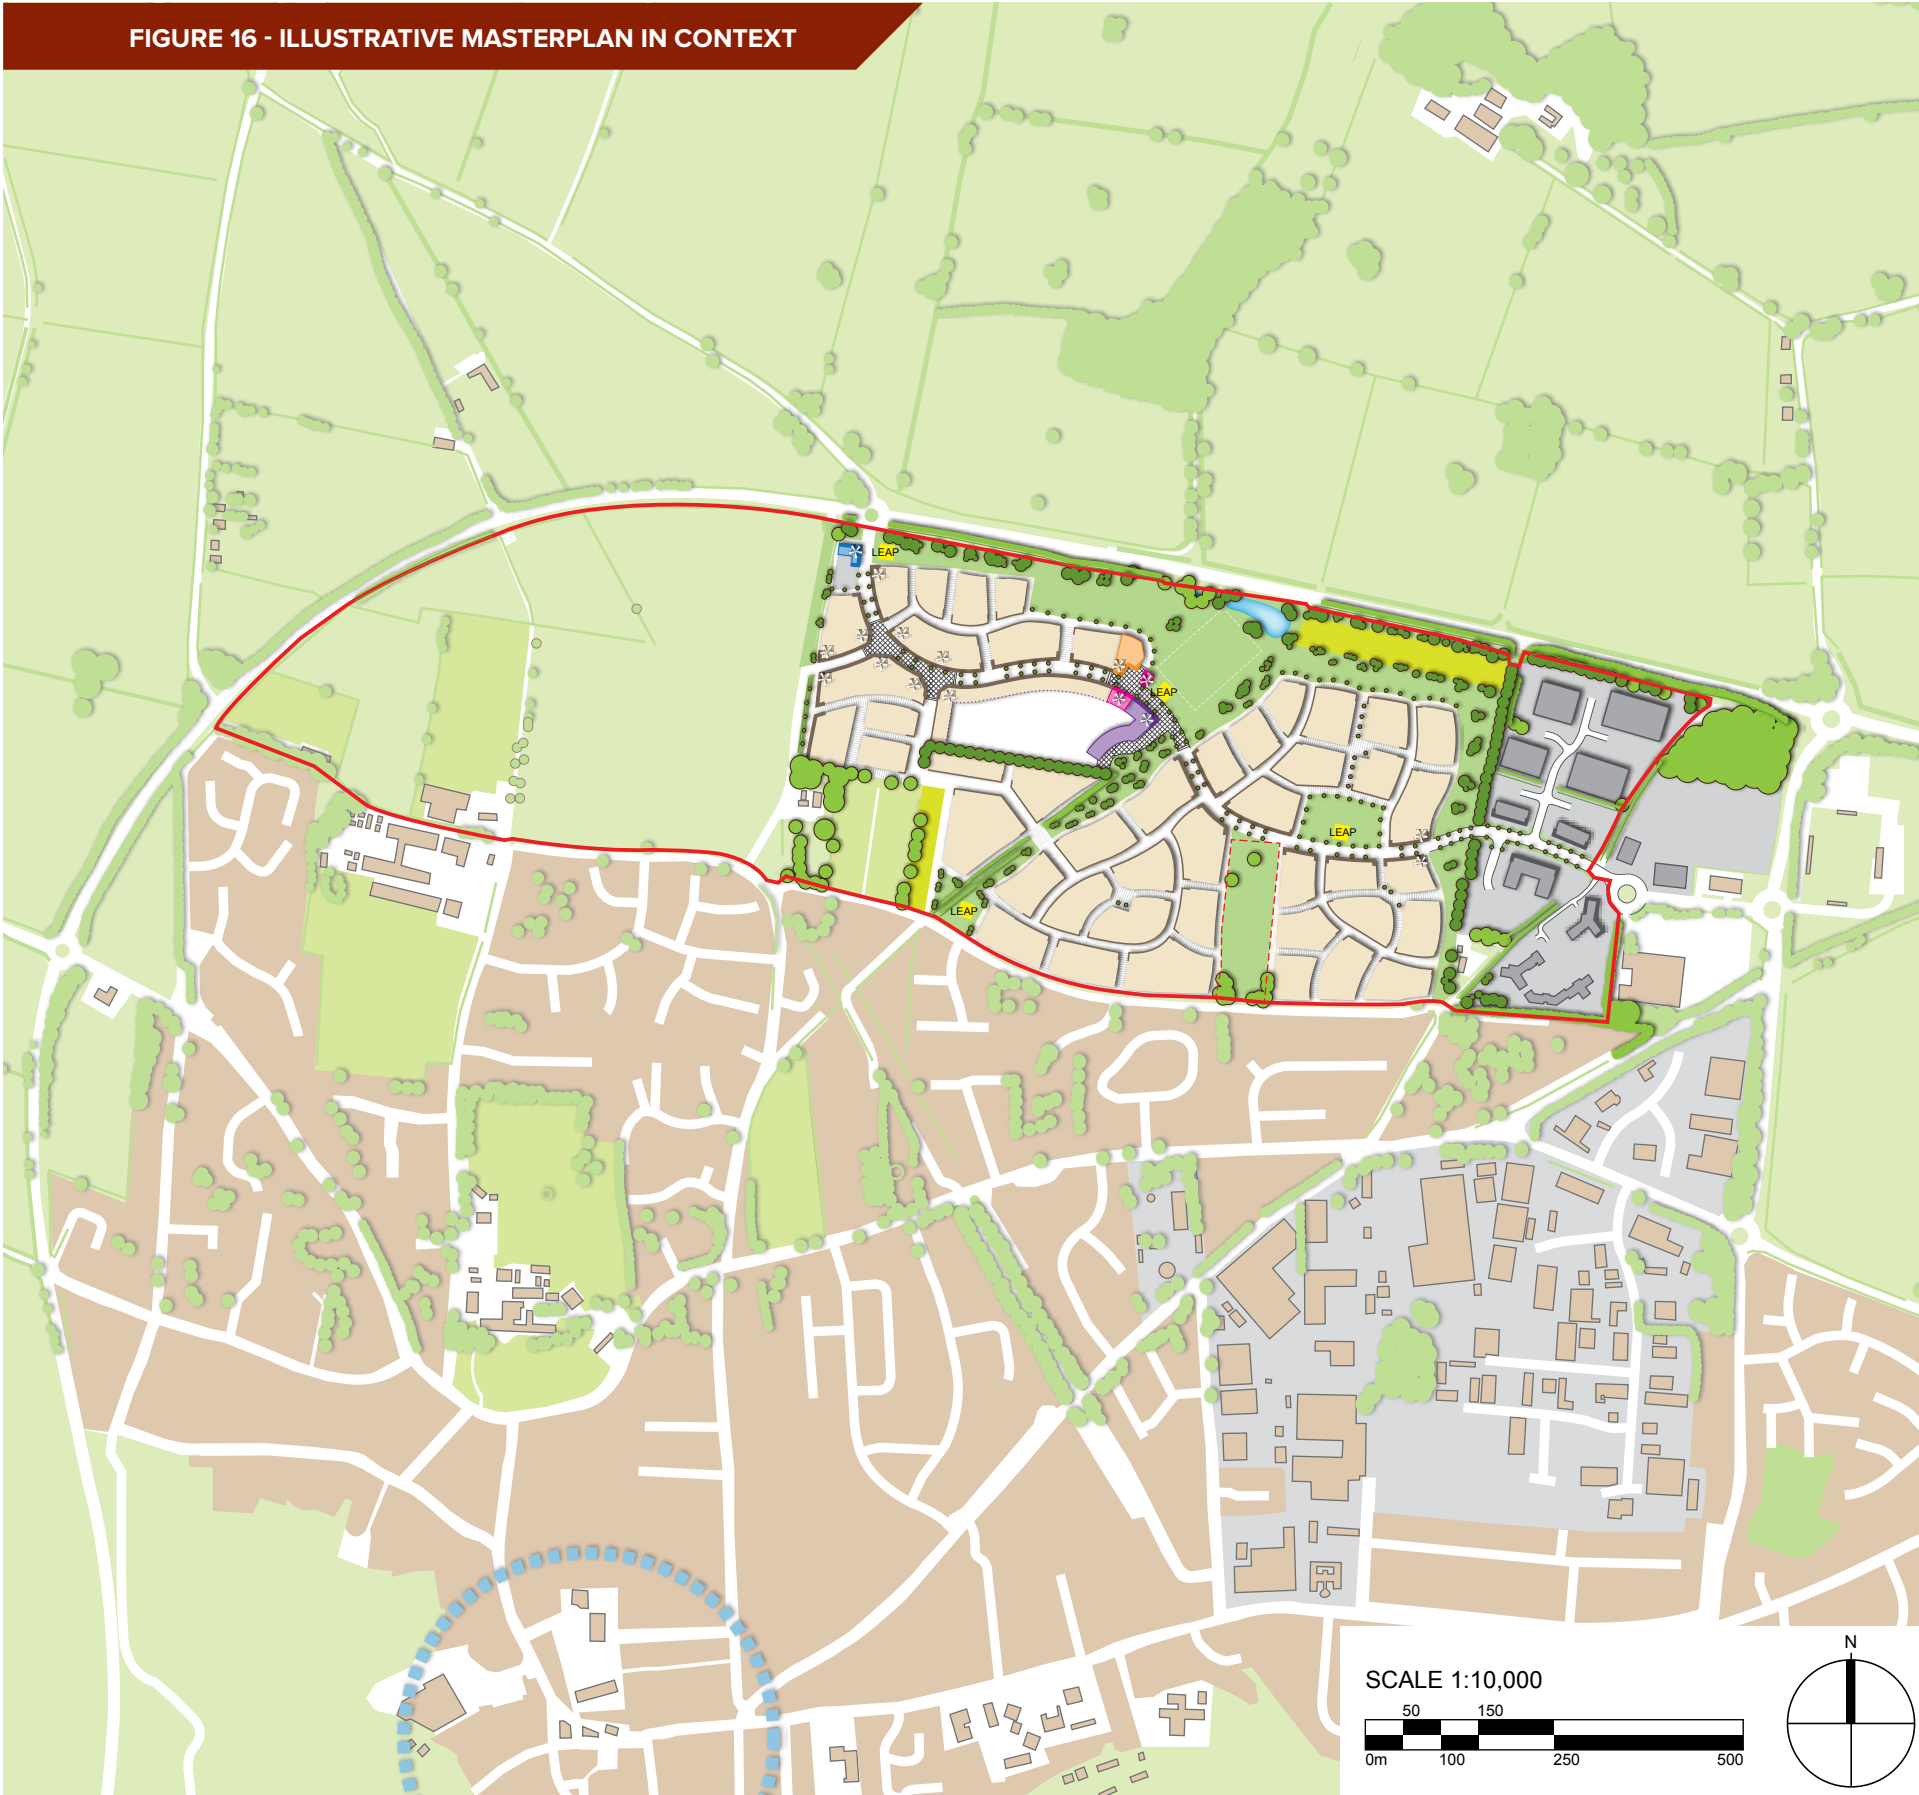 FIGURE 16 - ILLUSTRATIVE MASTERPLAN IN CONTEXT
LEAP
LEAP
LEAP
LEAP
N
SCALE 1:10,000
50 150
0m 100 250 500